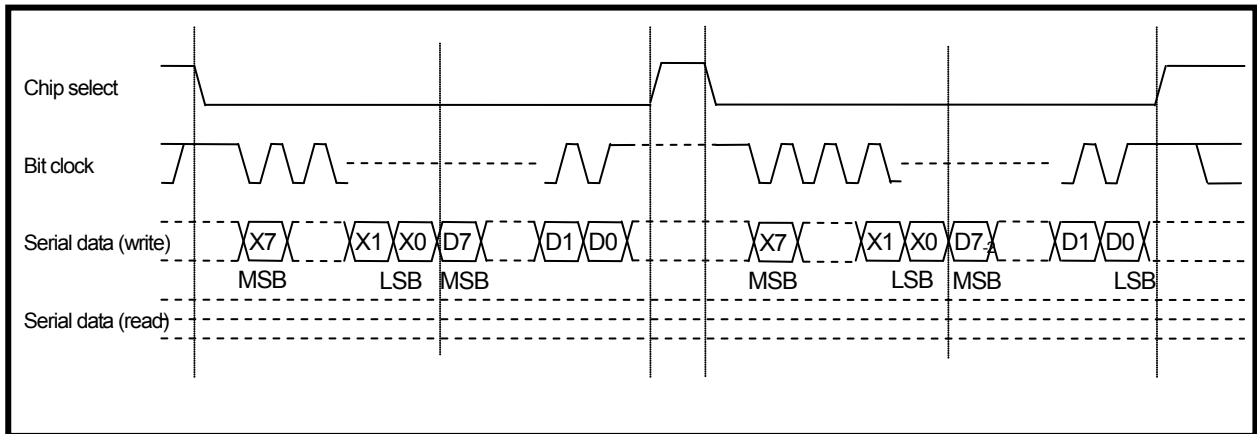 Chip select
Bit clock
Serial data (write) X7 X1 X0 D7 D1 D0 X7 X1 X0 D7-2 D1 D0
MSB LSB MSB MSB LSB MSB LSB
Serial data (read)